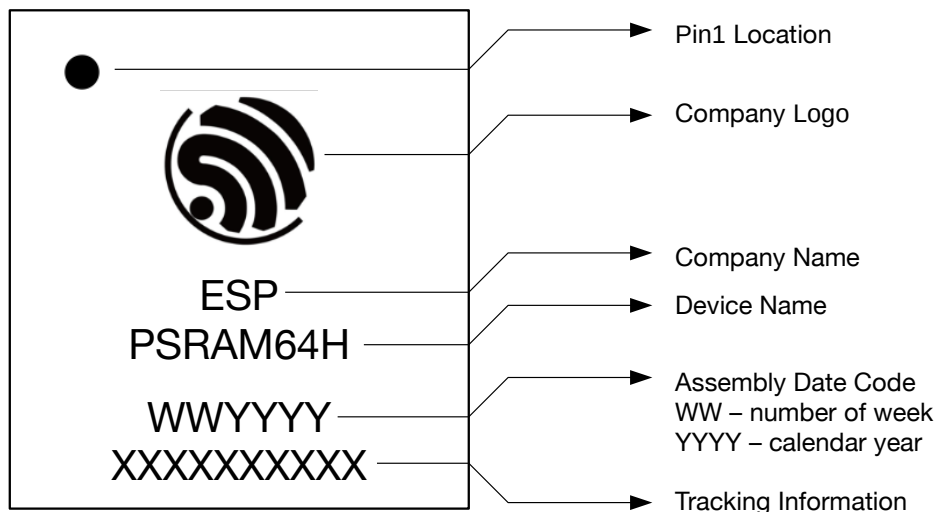 Pin1 Location
Company Logo
ESP
Company Name
PSRAM64H
Device Name
WWYYYY
Assembly Date Code
WW – number of week
YYYY – calendar year
XXXXXXXXXX
Tracking Information